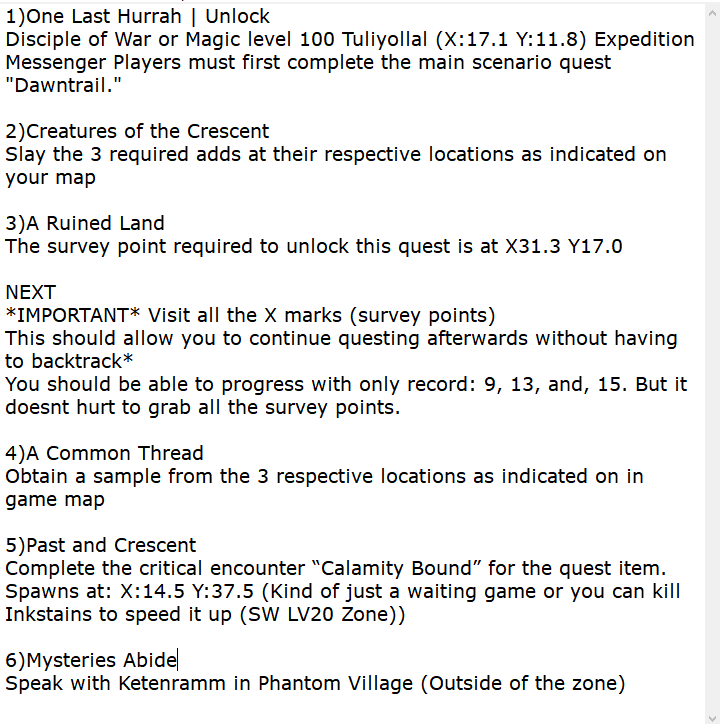 1)One Last Hurrah | Unlock
Disciple of War or Magic level 100 Tuliyollal (X:17.1 Y:11.8) Expedition
Messenger Players must first complete the main scenario quest
"Dawntrail."
2)Creatures of the Crescent
Slay the 3 required adds at their respective locations as indicated on
your map
3)A Ruined Land
The survey point required to unlock this quest is at X31.3 Y17.0
NEXT
*IMPORTANT* Visit all the X marks (survey points)
This should allow you to continue questing afterwards without having
to backtrack*
You should be able to progress with only record: 9, 13, and, 15. But it
doesnt hurt to grab all the survey points.
4)A Common Thread
Obtain a sample from the 3 respective locations as indicated on in
game map
5)Past and Crescent
Complete the critical encounter “Calamity Bound” for the quest item.
Spawns at: X:14.5 Y:37.5 (Kind of just a waiting game or you can kill
Inkstains to speed it up (SW LV20 Zone))
6)Mysteries Abide
Speak with Ketenramm in Phantom Village (Outside of the zone)